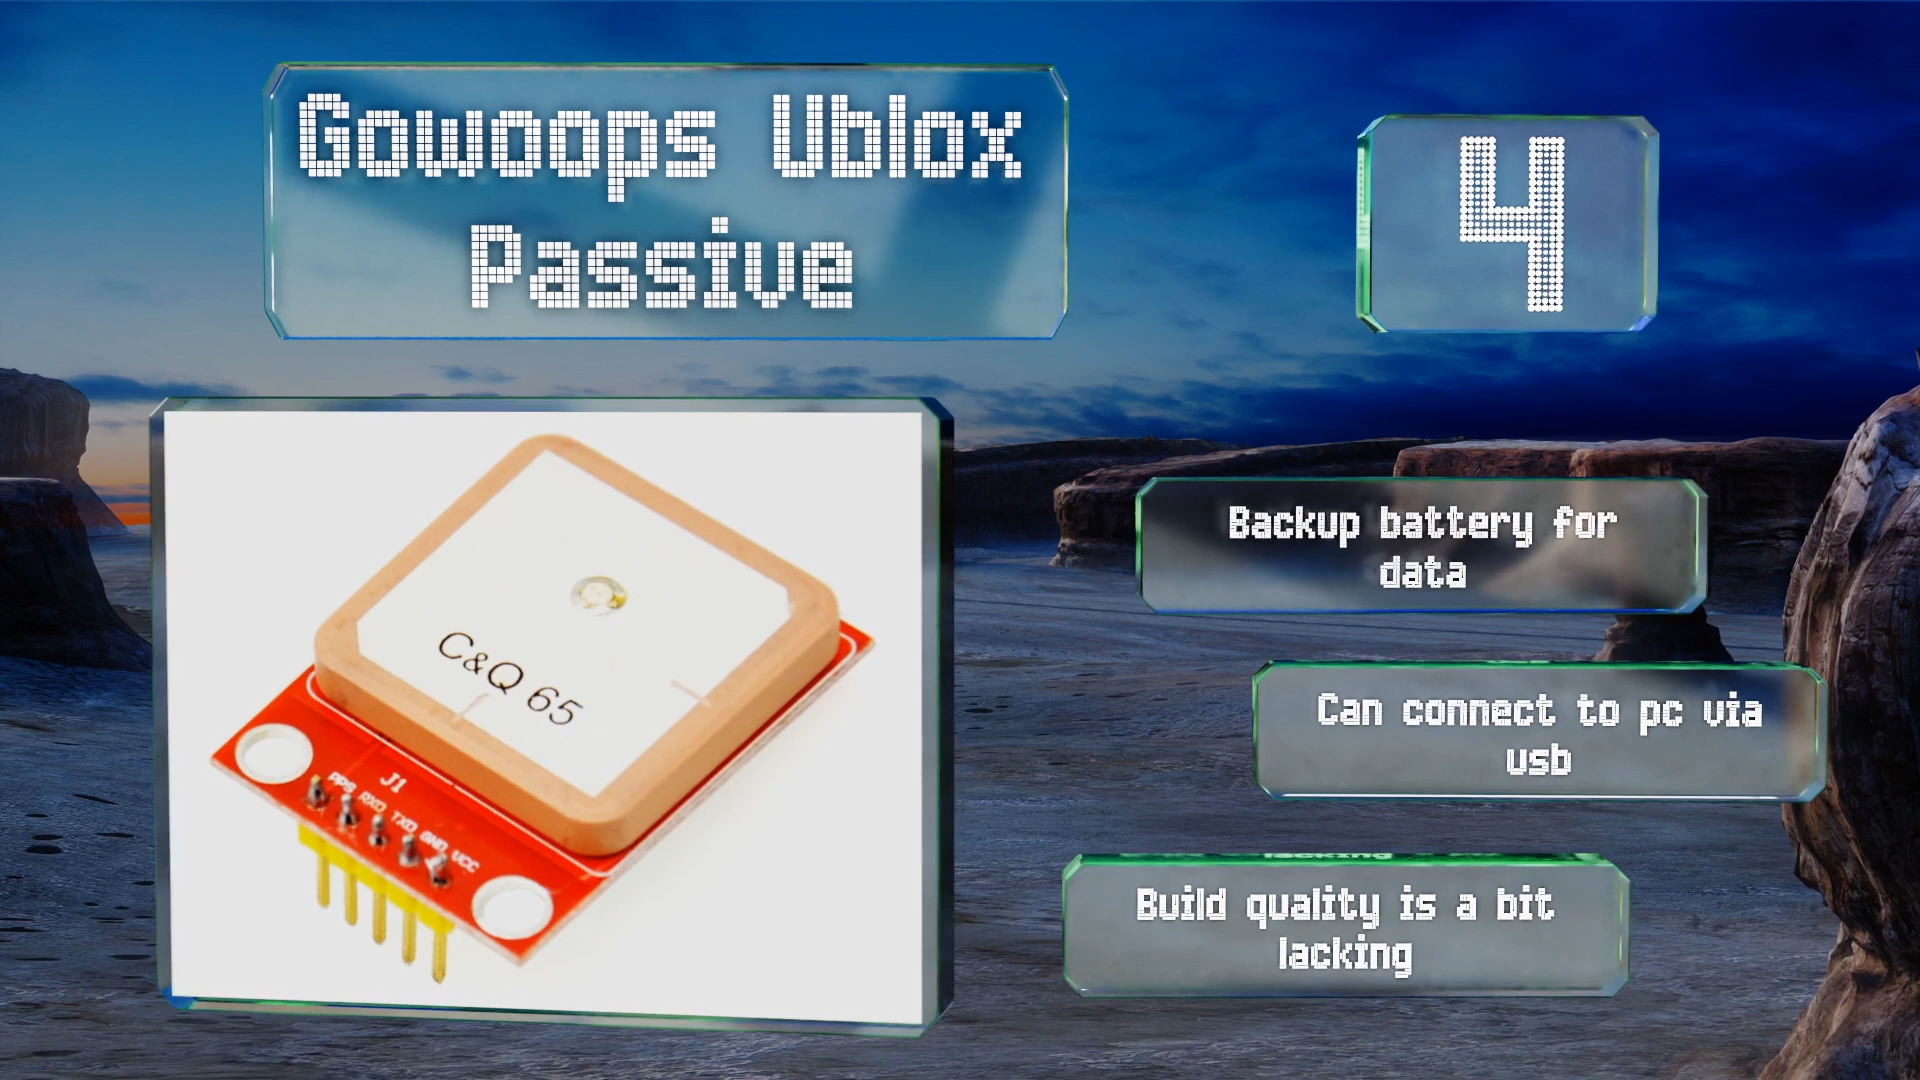 Gowoops Ublox
Passive
4
C&Q 65
J1
PPS RXD TXD GND VCC
Backup battery for
data
Can connect to pc via
usb
lacking
Build quality is a bit
lacking